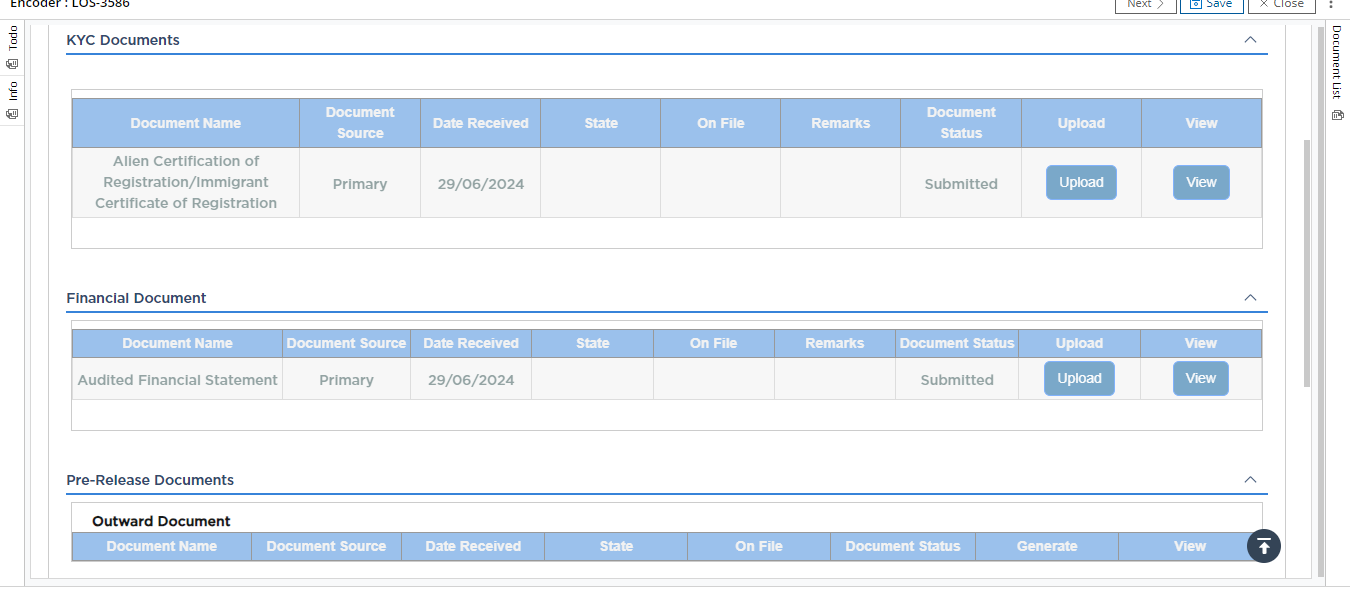 Encoder : LOS-3586
Next
Save
Close
Todo
Info
Document List
KYC Documents
Document Name Document Source Date Received State On File Remarks Document Status Upload View
Alien Certification of Registration/Immigrant Certificate of Registration Primary 29/06/2024 Submitted Upload View
Financial Document
Document Name Document Source Date Received State On File Remarks Document Status Upload View
Audited Financial Statement Primary 29/06/2024 Submitted Upload View
Pre-Release Documents
Outward Document
Document Name Document Source Date Received State On File Document Status Generate View